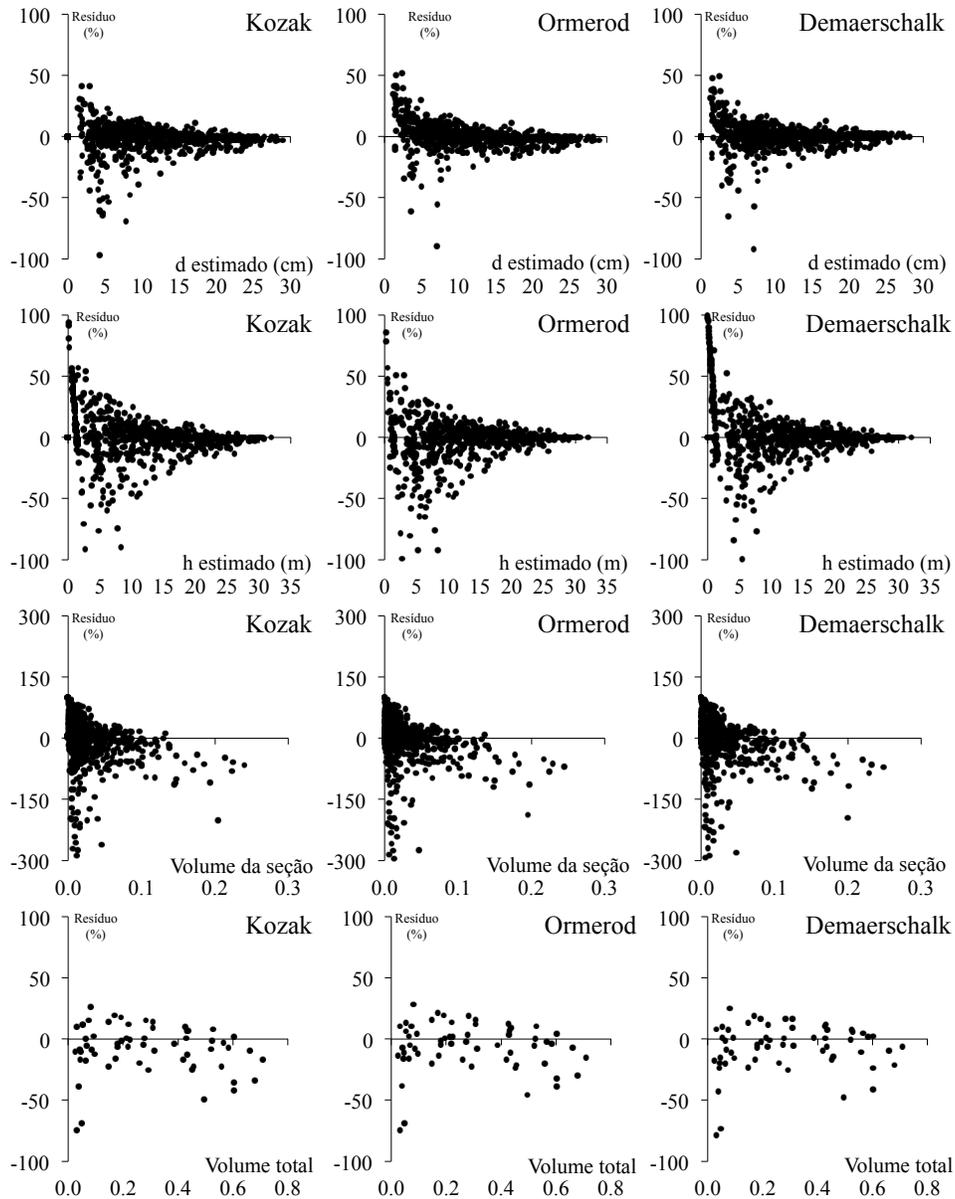 Kozak
Resíduo
(%)
100
50
0
-50
-100
d estimado (cm)
0 5 10 15 20 25 30
Ormerod
Resíduo
(%)
100
50
0
-50
-100
d estimado (cm)
0 5 10 15 20 25 30
Demaerschalk
Resíduo
(%)
100
50
0
-50
-100
d estimado (cm)
0 5 10 15 20 25 30
Kozak
Resíduo
(%)
100
50
0
-50
-100
h estimado (m)
0 5 10 15 20 25 30 35
Ormerod
Resíduo
(%)
100
50
0
-50
-100
h estimado (m)
0 5 10 15 20 25 30 35
Demaerschalk
Resíduo
(%)
100
50
0
-50
-100
h estimado (m)
0 5 10 15 20 25 30 35
Kozak
Resíduo
(%)
300
150
0
-150
-300
Volume da seção
0.0 0.1 0.2 0.3
Ormerod
Resíduo
(%)
300
150
0
-150
-300
Volume da seção
0.0 0.1 0.2 0.3
Demaerschalk
Resíduo
(%)
300
150
0
-150
-300
Volume da seção
0.0 0.1 0.2 0.3
Kozak
Resíduo
(%)
100
50
0
-50
-100
Volume total
0.0 0.2 0.4 0.6 0.8
Ormerod
Resíduo
(%)
100
50
0
-50
-100
Volume total
0.0 0.2 0.4 0.6 0.8
Demaerschalk
Resíduo
(%)
100
50
0
-50
-100
Volume total
0.0 0.2 0.4 0.6 0.8